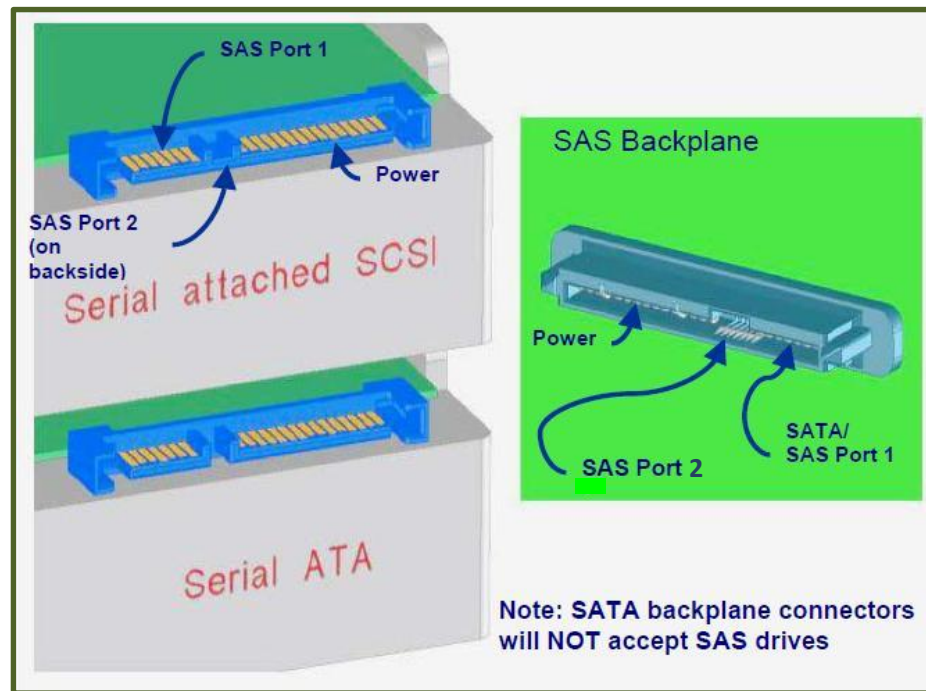 SAS Port 1
Power
SAS Port 2
(on
backside)
Serial attached SCSI
Serial ATA
SAS Backplane
Power
SATA/
SAS Port 1
SAS Port 2
Note: SATA backplane connectors
will NOT accept SAS drives